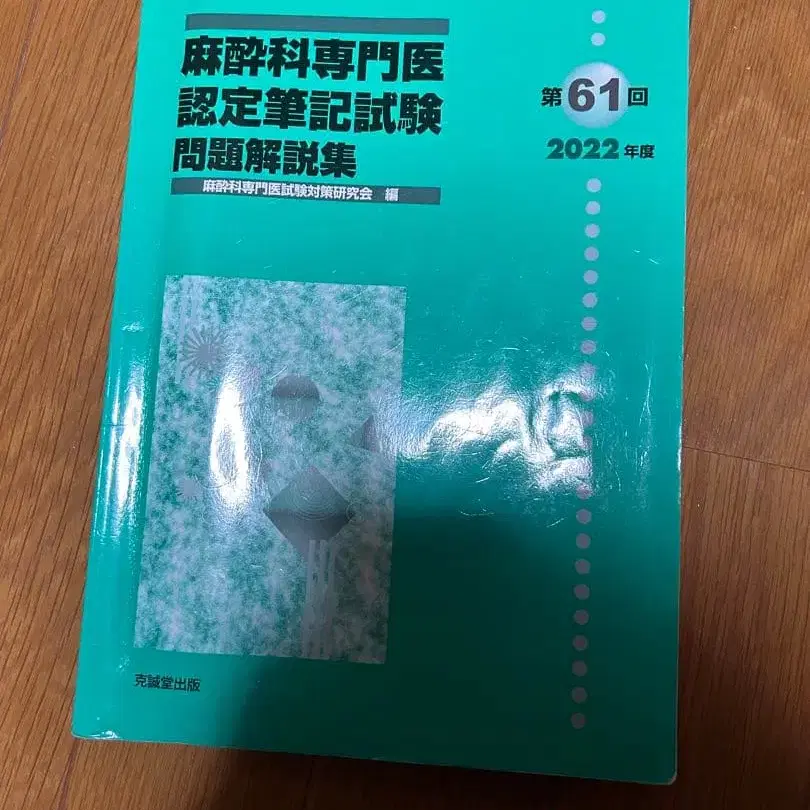 麻酔科専門医
認定筆記試験
問題解説集
麻酔科専門医試験対策研究会 編
第61回
2022年度
克誠堂出版